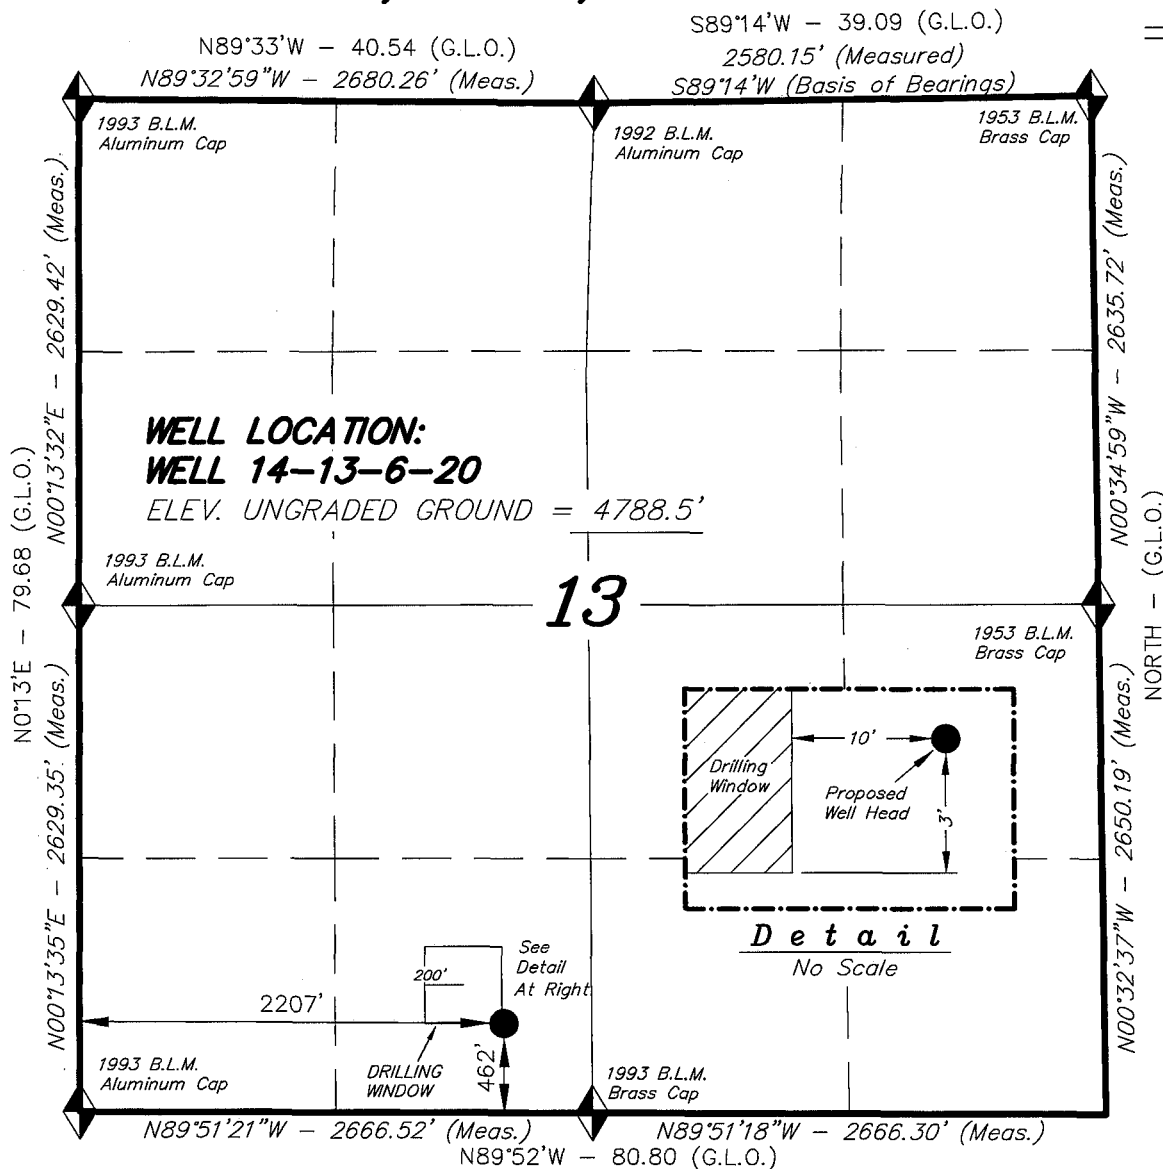 N89°33'W - 40.54 (G.L.O.)
N89°32'59"W - 2680.26' (Meas.)
S89°14'W - 39.09 (G.L.O.)
2580.15' (Measured)
S89°14'W (Basis of Bearings)
1993 B.L.M.
Aluminum Cap
1992 B.L.M.
Aluminum Cap
1953 B.L.M.
Brass Cap
N00°13'32"E - 2629.42' (Meas.)
N00°34'59"W - 2635.72' (Meas.)
WELL LOCATION:
WELL 14-13-6-20
ELEV. UNGRADED GROUND = 4788.5'
N0°13'E - 79.68 (G.L.O.)
NORTH - (G.L.O.)
1993 B.L.M.
Aluminum Cap
13
1953 B.L.M.
Brass Cap
N00°13'35"E - 2629.35' (Meas.)
N00°32'37"W - 2650.19' (Meas.)
10'
Drilling
Window
Proposed
Well Head
3'
Detail
No Scale
See
Detail
At Right
200'
2207'
DRILLING
WINDOW
462'
1993 B.L.M.
Aluminum Cap
1993 B.L.M.
Brass Cap
N89°51'21"W - 2666.52' (Meas.)
N89°51'18"W - 2666.30' (Meas.)
N89°52'W - 80.80 (G.L.O.)